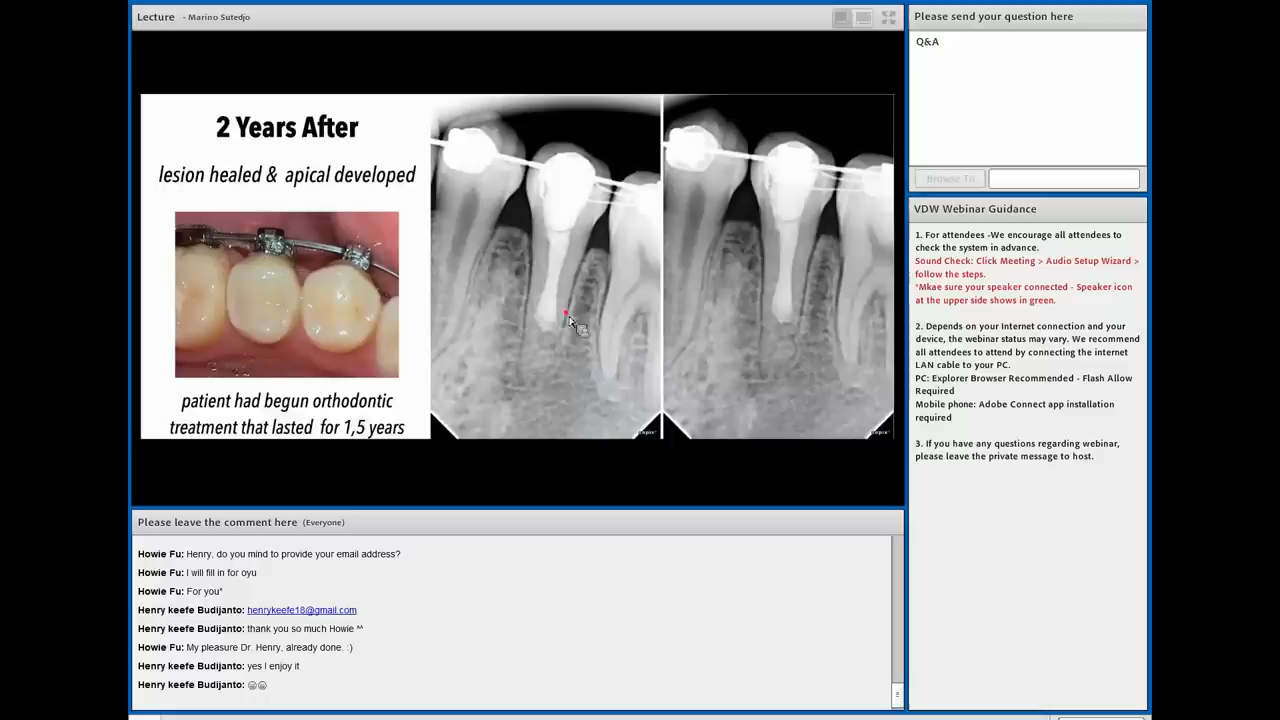 Lecture - Marino Sutedjo
2 Years After
lesion healed & apical developed
patient had begun orthodontic
treatment that lasted for 1,5 years
Please leave the comment here (Everyone)
Howie Fu: Henry, do you mind to provide your email address?
Howie Fu: I will fill in for oyu
Howie Fu: For you*
Henry keefe Budijanto: henrykeefe18@gmail.com
Henry keefe Budijanto: thank you so much Howie ^^
Howie Fu: My pleasure Dr. Henry, already done. :)
Henry keefe Budijanto: yes I enjoy it
Henry keefe Budijanto: 😄😄
Please send your question here
Q&A
Browse To
VDW Webinar Guidance
1. For attendees -We encourage all attendees to
check the system in advance.
Sound Check: Click Meeting > Audio Setup Wizard >
follow the steps.
*Mkae sure your speaker connected - Speaker icon
at the upper side shows in green.
2. Depends on your Internet connection and your
device, the webinar status may vary. We recommend
all attendees to attend by connecting the internet
LAN cable to your PC.
PC: Explorer Browser Recommended - Flash Allow
Required
Mobile phone: Adobe Connect app installation
required
3. If you have any questions regarding webinar,
please leave the private message to host.